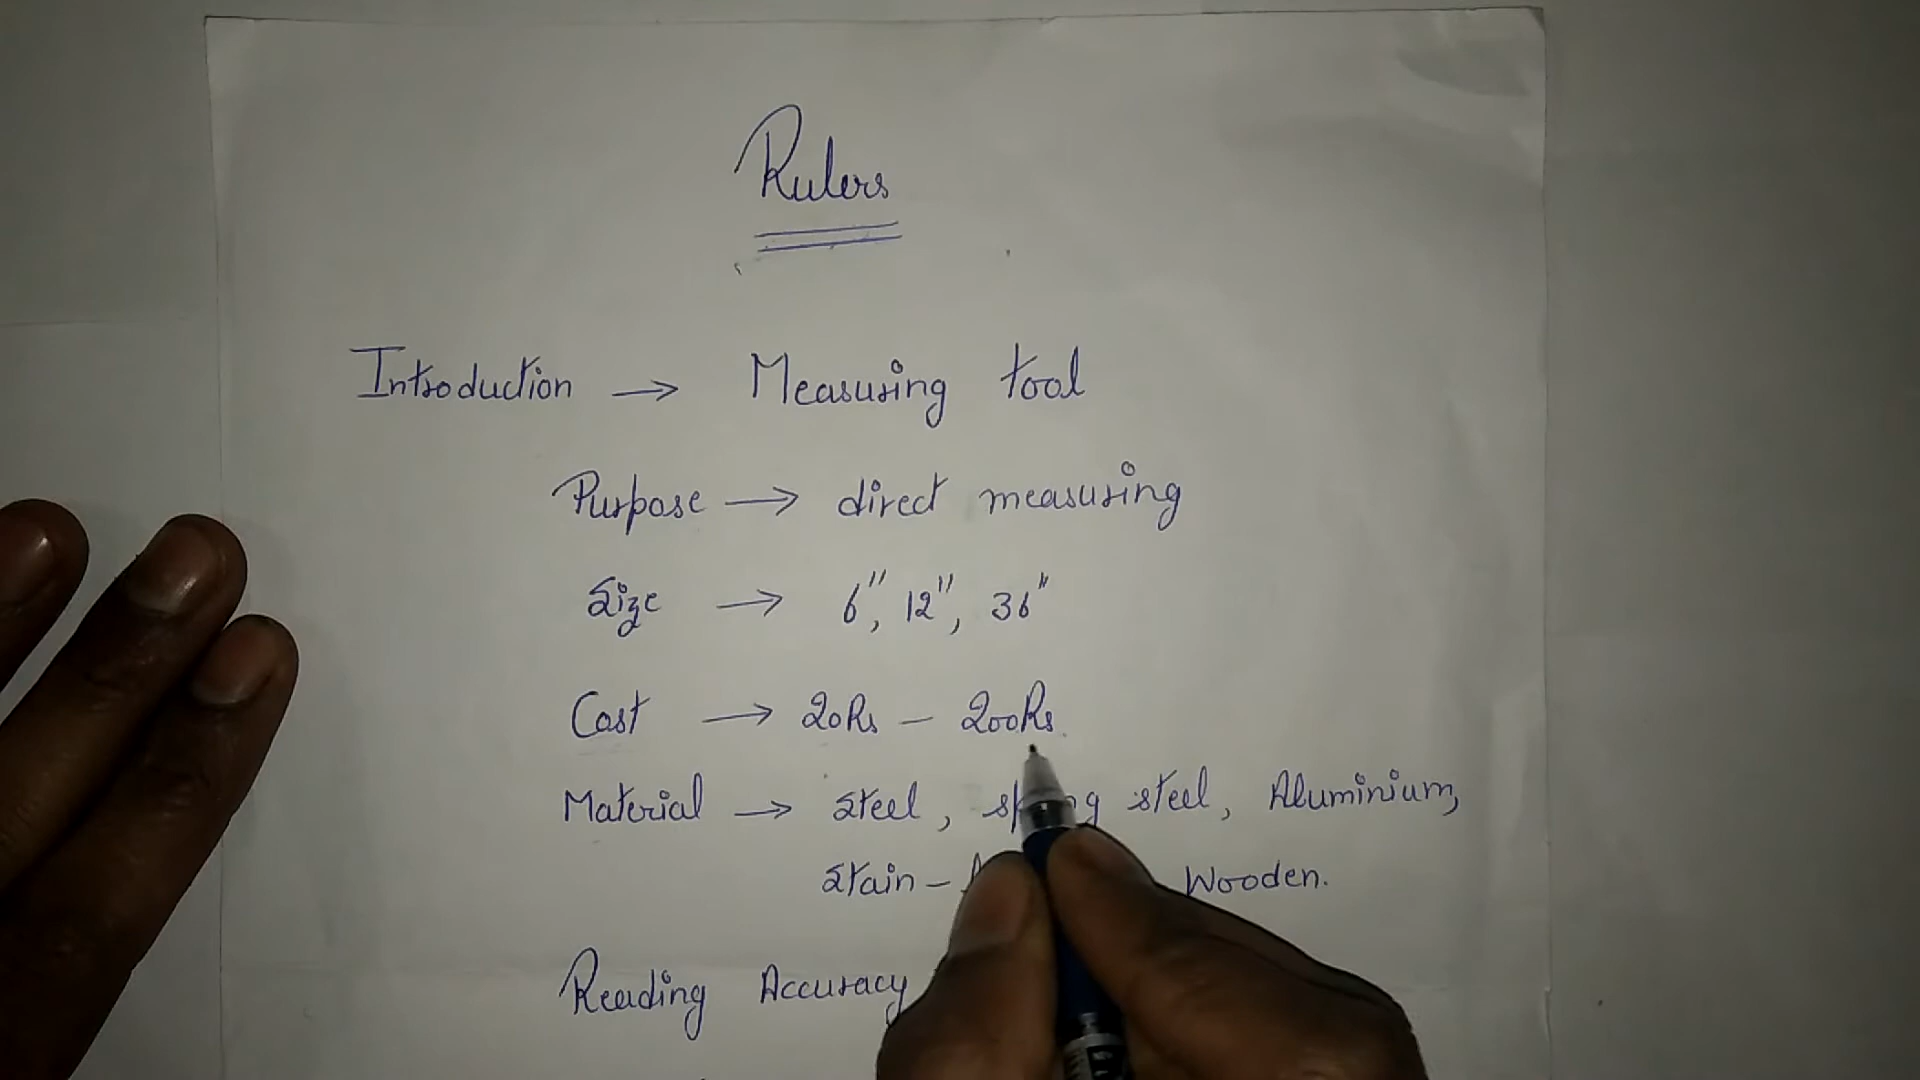 Rulers
Introduction → Measuring tool
Purpose → direct measuring
Size → 6", 12", 36"
Cost → 20Rs – 200Rs.
Material → Steel, spring steel, Aluminium,
Stain – Wooden.
Reading Accuracy